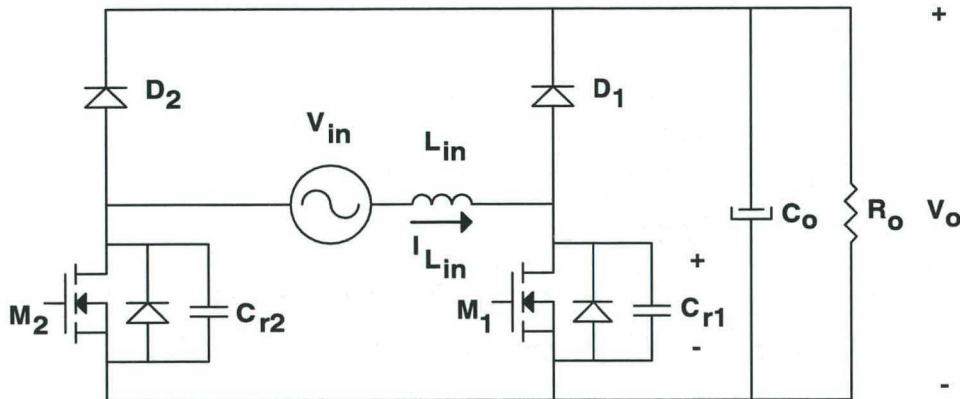 +
D2
D1
Vin
Lin
ILin
Co
Ro
Vo
M2
Cr2
M1
+
Cr1
-
-